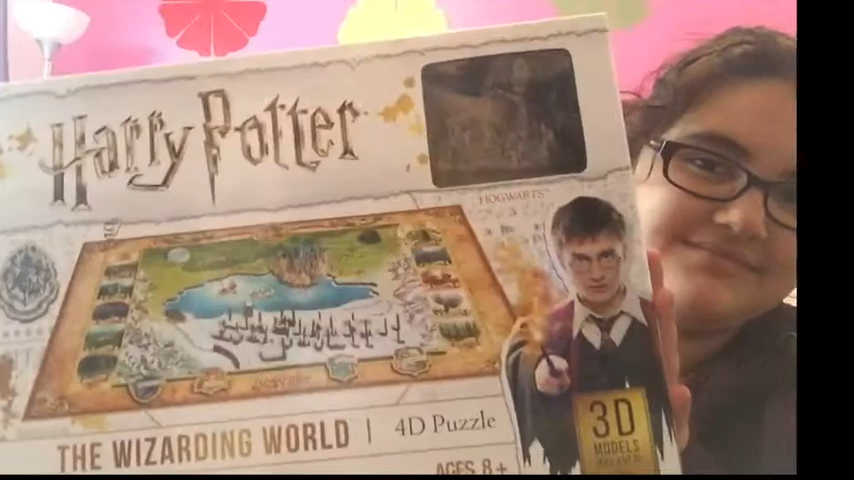 Harry Potter
HOGWARTS
THE WIZARDING WORLD | 4D Puzzle
AGES 8+
3D
MODELS